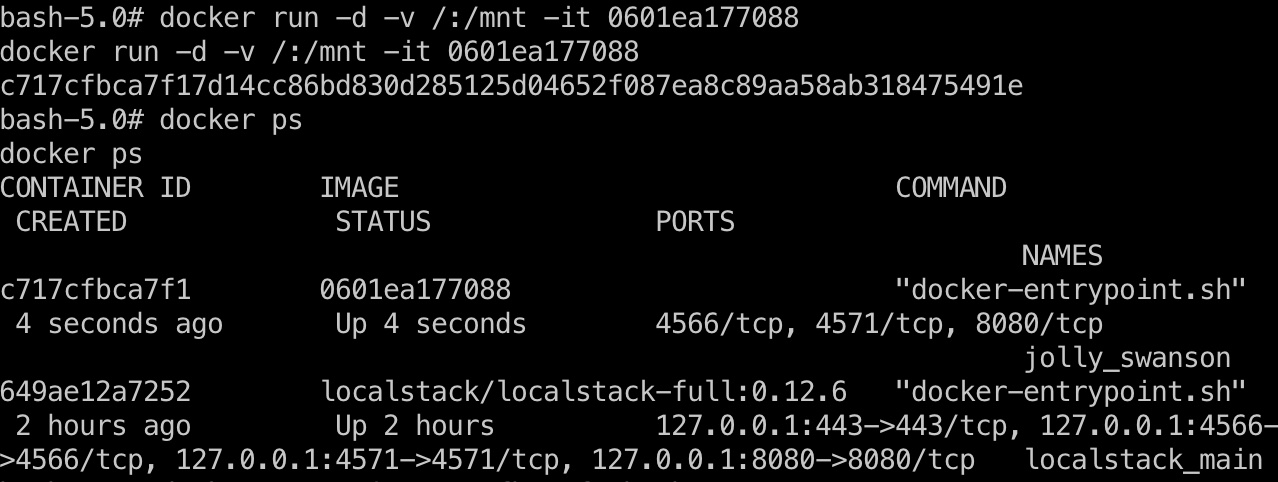 bash-5.0# docker run -d -v /:/mnt -it 0601ea177088
docker run -d -v /:/mnt -it 0601ea177088
c717cfbca7f17d14cc86bd830d285125d04652f087ea8c89aa58ab318475491e
bash-5.0# docker ps
docker ps
CONTAINER ID        IMAGE                               COMMAND
 CREATED             STATUS              PORTS
                                                                NAMES
c717cfbca7f1        0601ea177088                        "docker-entrypoint.sh"
 4 seconds ago       Up 4 seconds        4566/tcp, 4571/tcp, 8080/tcp
                                                                jolly_swanson
649ae12a7252        localstack/localstack-full:0.12.6   "docker-entrypoint.sh"
 2 hours ago         Up 2 hours          127.0.0.1:443->443/tcp, 127.0.0.1:4566-
>4566/tcp, 127.0.0.1:4571->4571/tcp, 127.0.0.1:8080->8080/tcp   localstack_main